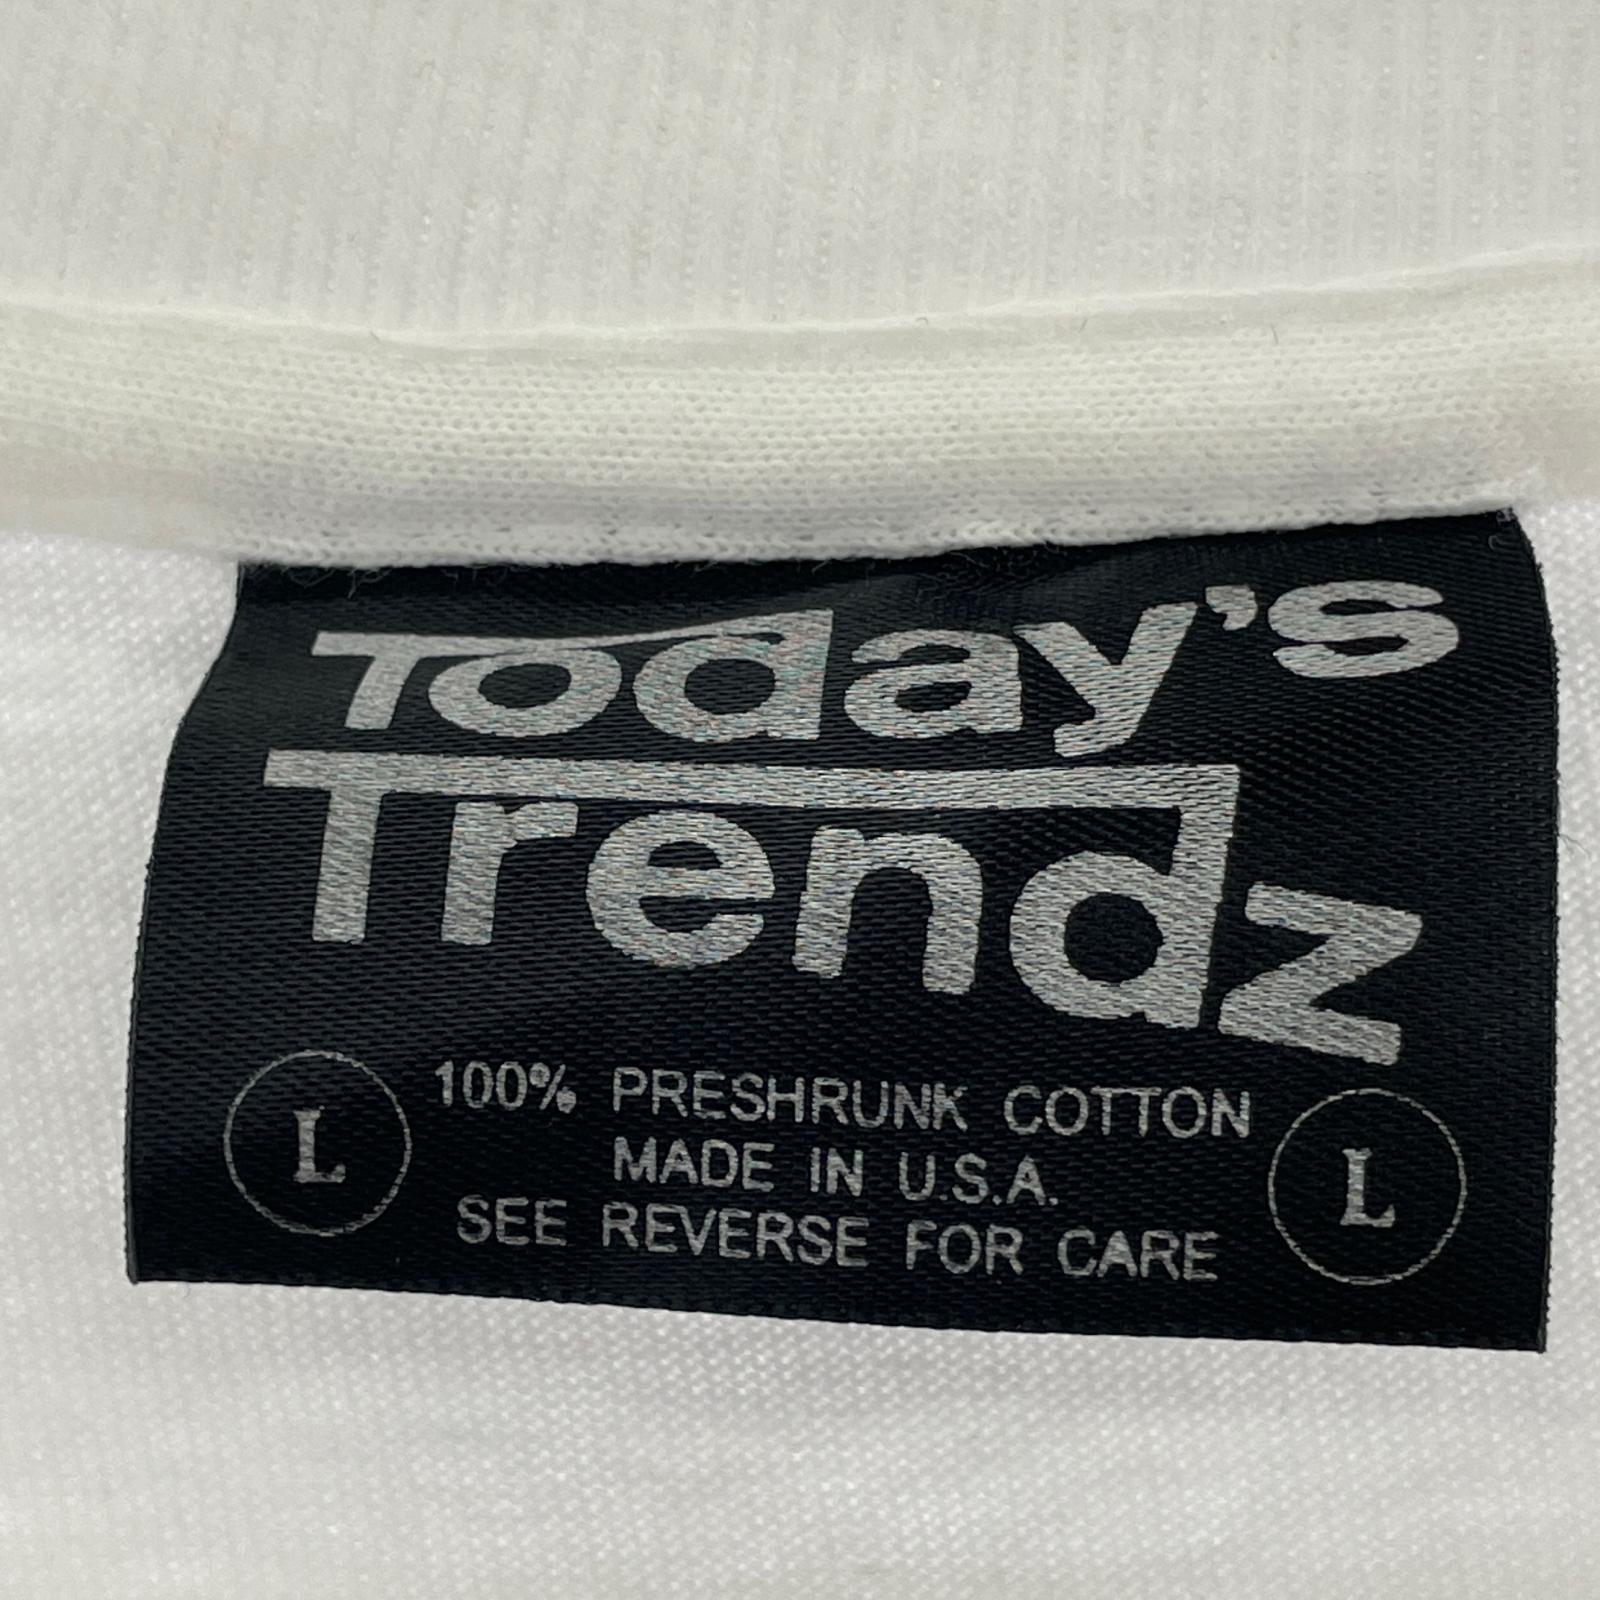 Today's
Trendz
L
100% PRESHRUNK COTTON
MADE IN U.S.A.
SEE REVERSE FOR CARE
L